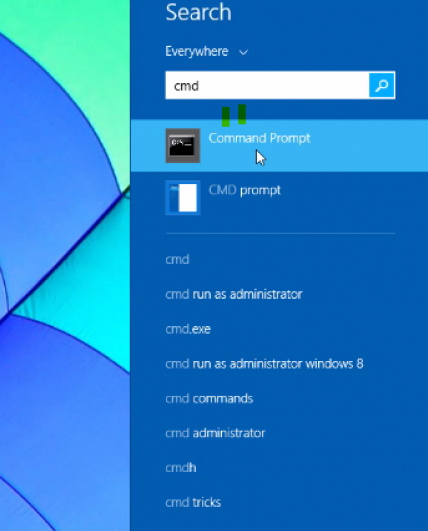 Search
Everywhere
cmd
Command Prompt
CMD prompt
cmd
cmd run as administrator
cmd.exe
cmd run as administrator windows 8
cmd commands
cmd administrator
cmdh
cmd tricks